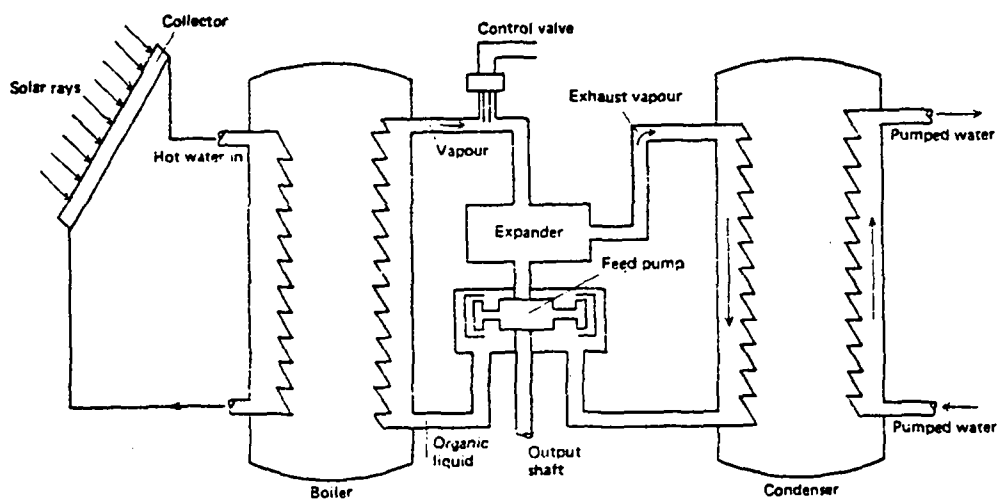 Collector
Control valve
Solar rays
Exhaust vapour
Hot water in
Vapour
Pumped water
Expander
Feed pump
Pumped water
Organic
liquid
Output
shaft
Boiler
Condenser